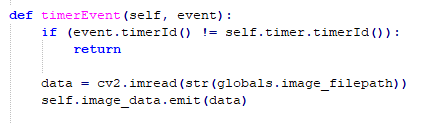 def timerEvent(self, event):
    if (event.timerId() != self.timer.timerId()):
        return

    data = cv2.imread(str(globals.image_filepath))
    self.image_data.emit(data)